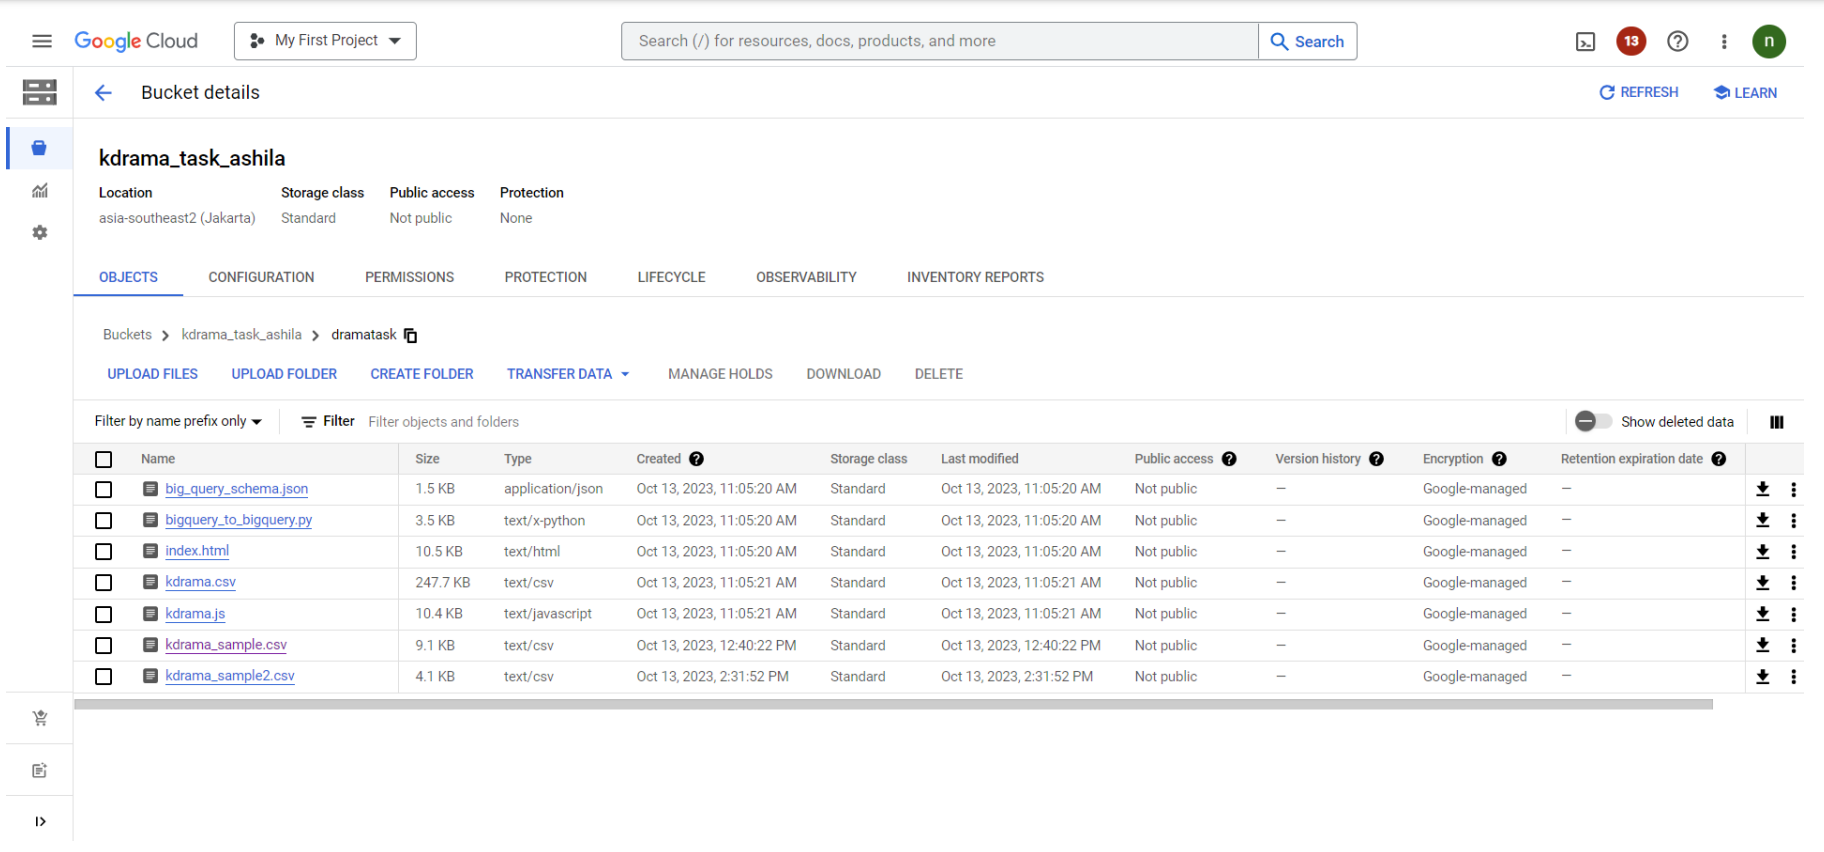 Google Cloud My First Project Search (/) for resources, docs, products, and more Search 13 n
Bucket details REFRESH LEARN
kdrama_task_ashila
Location Storage class Public access Protection
asia-southeast2 (Jakarta) Standard Not public None
OBJECTS CONFIGURATION PERMISSIONS PROTECTION LIFECYCLE OBSERVABILITY INVENTORY REPORTS
Buckets kdrama_task_ashila dramatask
UPLOAD FILES UPLOAD FOLDER CREATE FOLDER TRANSFER DATA MANAGE HOLDS DOWNLOAD DELETE
Filter by name prefix only Filter Filter objects and folders Show deleted data
Name Size Type Created Storage class Last modified Public access Version history Encryption Retention expiration date
big_query_schema.json 1.5 KB application/json Oct 13, 2023, 11:05:20 AM Standard Oct 13, 2023, 11:05:20 AM Not public — Google-managed —
bigquery_to_bigquery.py 3.5 KB text/x-python Oct 13, 2023, 11:05:20 AM Standard Oct 13, 2023, 11:05:20 AM Not public — Google-managed —
index.html 10.5 KB text/html Oct 13, 2023, 11:05:20 AM Standard Oct 13, 2023, 11:05:20 AM Not public — Google-managed —
kdrama.csv 247.7 KB text/csv Oct 13, 2023, 11:05:21 AM Standard Oct 13, 2023, 11:05:21 AM Not public — Google-managed —
kdrama.js 10.4 KB text/javascript Oct 13, 2023, 11:05:21 AM Standard Oct 13, 2023, 11:05:21 AM Not public — Google-managed —
kdrama_sample.csv 9.1 KB text/csv Oct 13, 2023, 12:40:22 PM Standard Oct 13, 2023, 12:40:22 PM Not public — Google-managed —
kdrama_sample2.csv 4.1 KB text/csv Oct 13, 2023, 2:31:52 PM Standard Oct 13, 2023, 2:31:52 PM Not public — Google-managed —